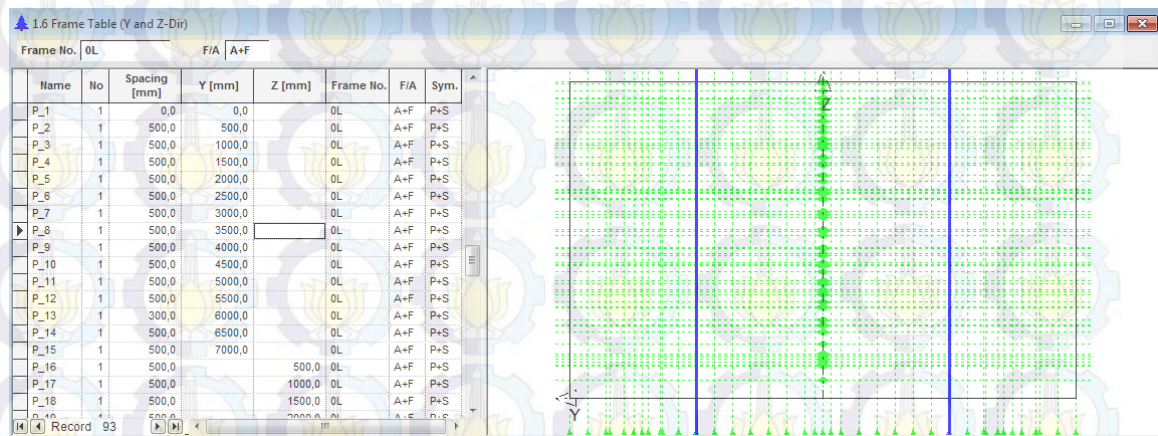 1.6 Frame Table (Y and Z-Dir)
Frame No. 0L F/A A+F
Name No Spacing [mm] Y [mm] Z [mm] Frame No. F/A Sym.
P_1 1 0,0 0,0 0L A+F P+S
P_2 1 500,0 500,0 0L A+F P+S
P_3 1 500,0 1000,0 0L A+F P+S
P_4 1 500,0 1500,0 0L A+F P+S
P_5 1 500,0 2000,0 0L A+F P+S
P_6 1 500,0 2500,0 0L A+F P+S
P_7 1 500,0 3000,0 0L A+F P+S
P_8 1 500,0 3500,0 0L A+F P+S
P_9 1 500,0 4000,0 0L A+F P+S
P_10 1 500,0 4500,0 0L A+F P+S
P_11 1 500,0 5000,0 0L A+F P+S
P_12 1 500,0 5500,0 0L A+F P+S
P_13 1 300,0 6000,0 0L A+F P+S
P_14 1 500,0 6500,0 0L A+F P+S
P_15 1 500,0 7000,0 0L A+F P+S
P_16 1 500,0 500,0 0L A+F P+S
P_17 1 500,0 1000,0 0L A+F P+S
P_18 1 500,0 1500,0 0L A+F P+S
Record 93
Z
Y